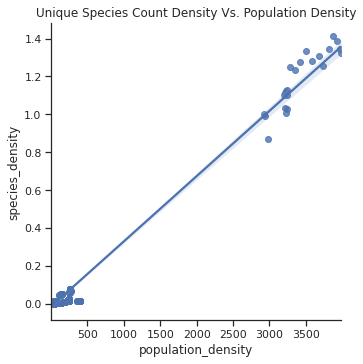 Unique Species Count Density Vs. Population Density
1.4
1.2
1.0
0.8
0.6
0.4
0.2
0.0
species_density
500 1000 1500 2000 2500 3000 3500
population_density